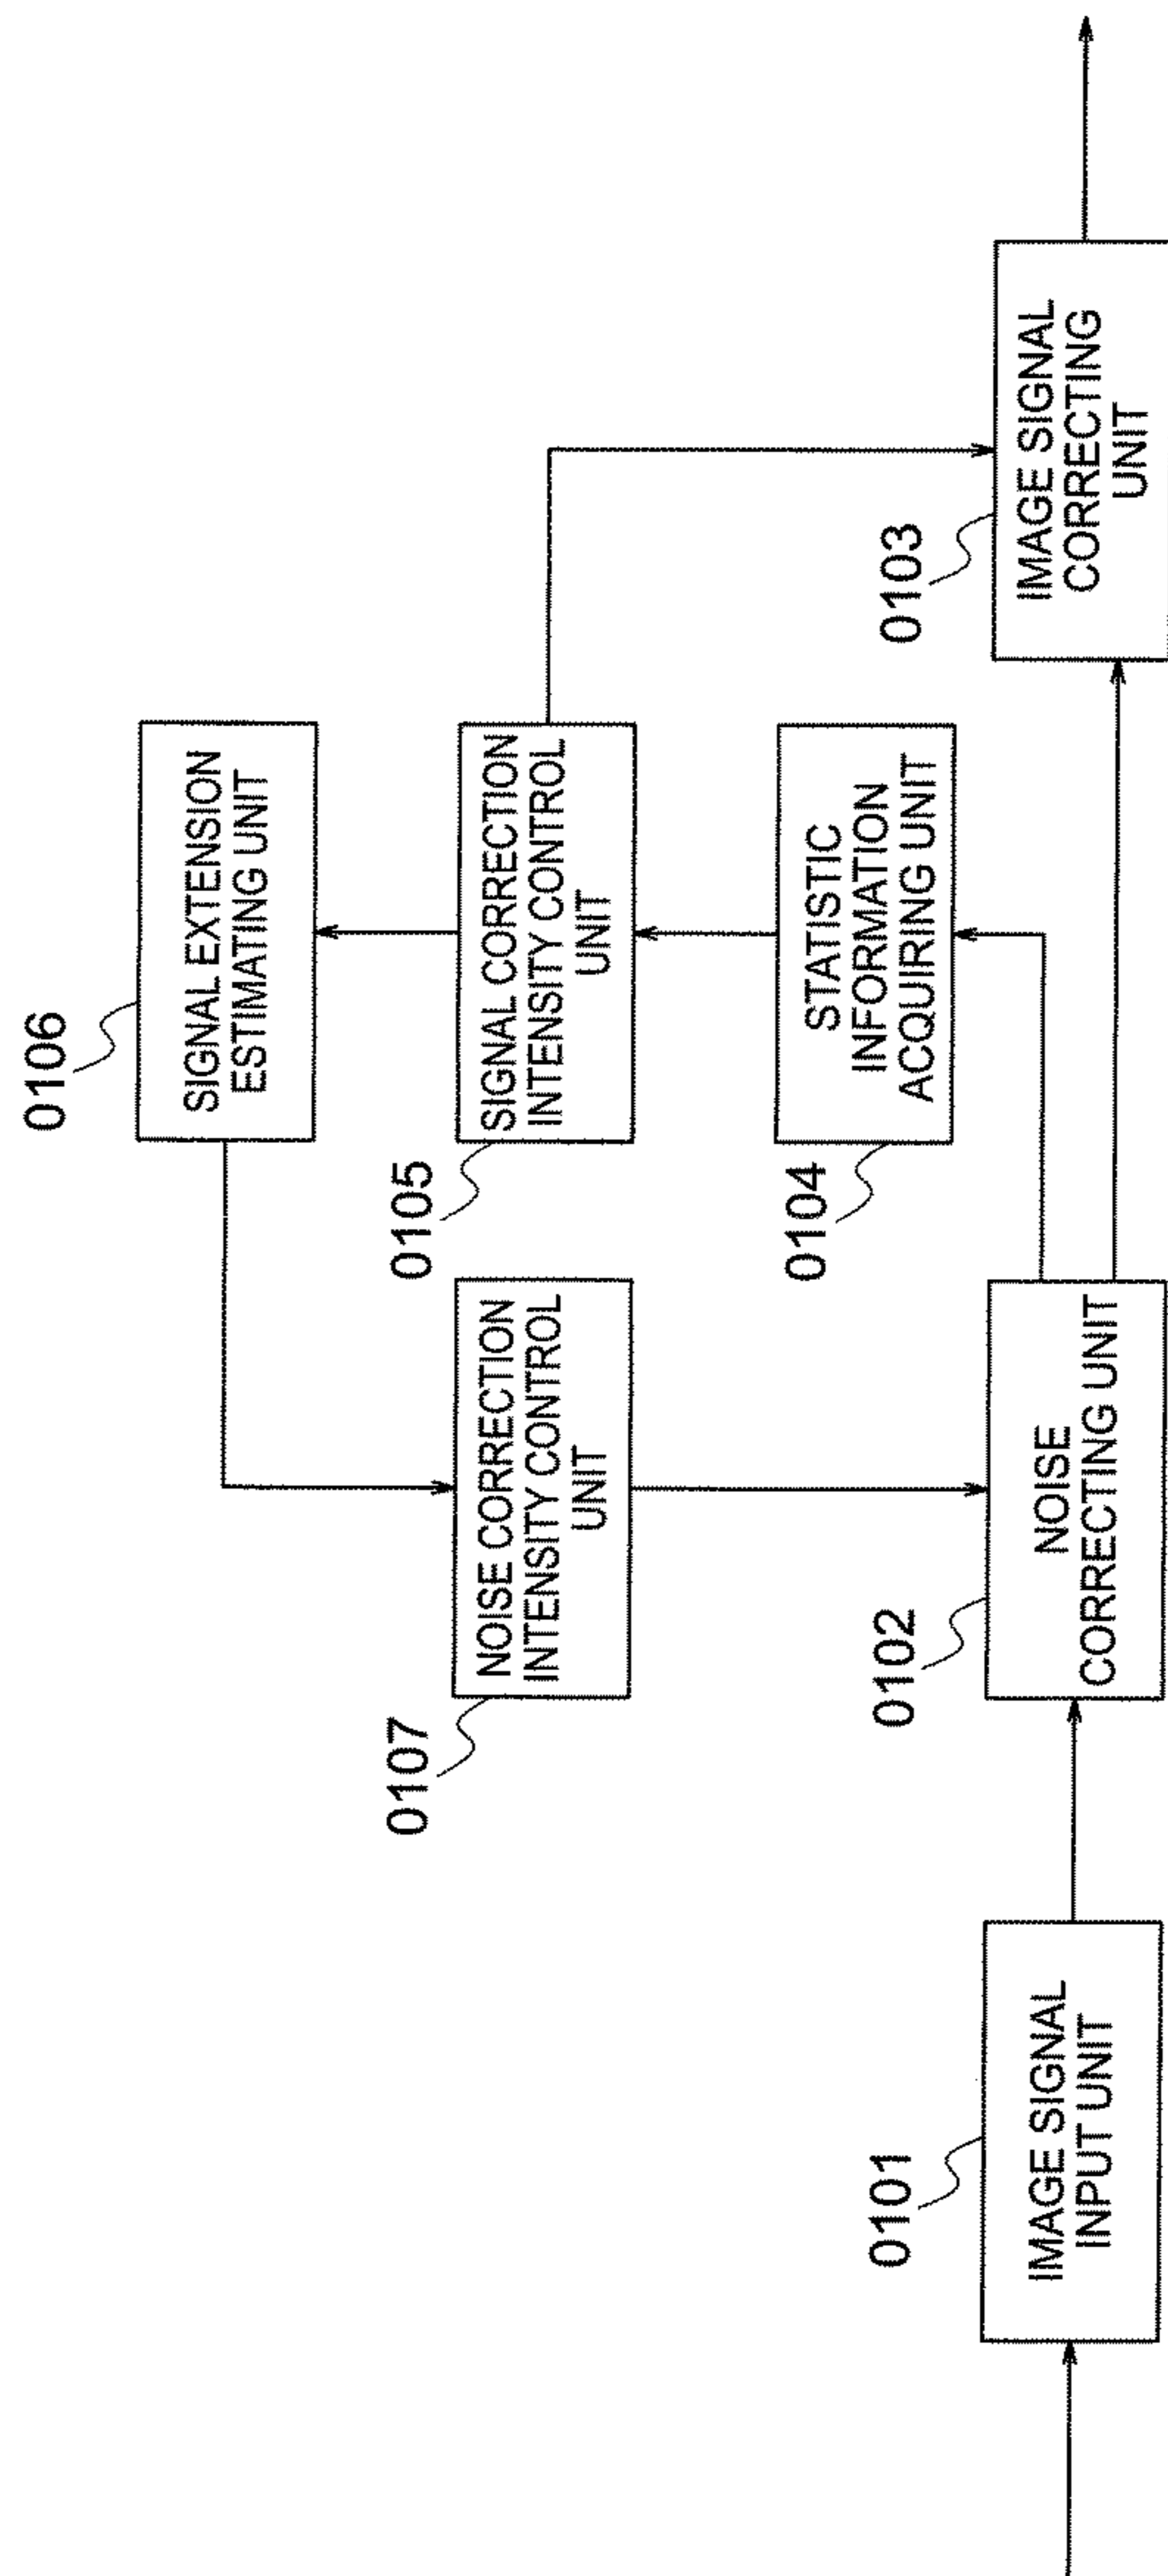 0106
SIGNAL EXTENSION
ESTIMATING UNIT
0107
NOISE CORRECTION
INTENSITY CONTROL
UNIT
0105
SIGNAL CORRECTION
INTENSITY CONTROL
UNIT
0104
STATISTIC
INFORMATION
ACQUIRING UNIT
0101
IMAGE SIGNAL
INPUT UNIT
0102
NOISE
CORRECTING UNIT
0103
IMAGE SIGNAL
CORRECTING
UNIT